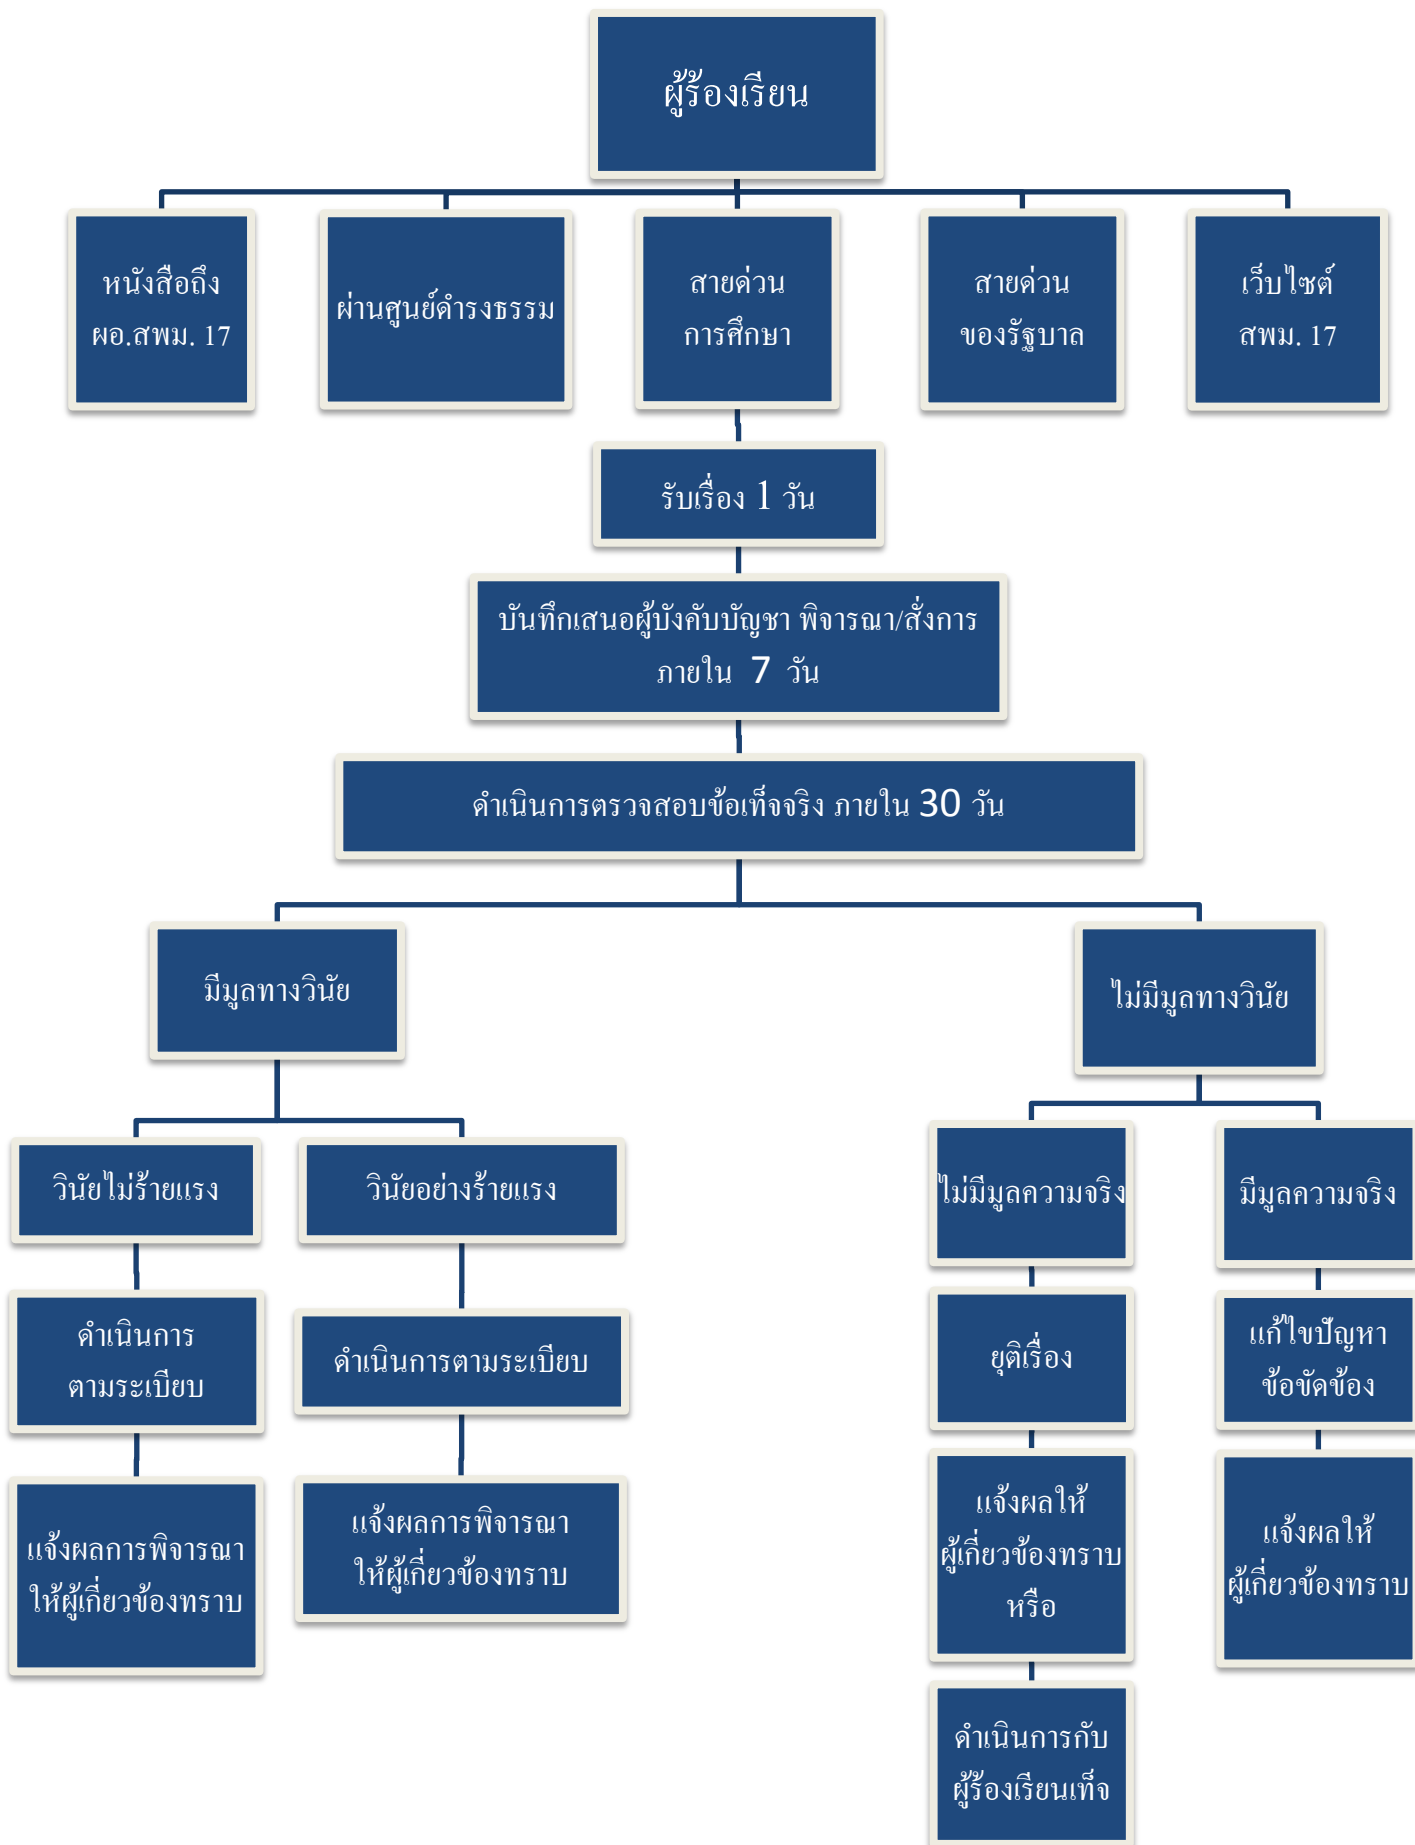 ผู้ร้องเรียน
หนังสือถึง
ผอ.สพม. 17
ผ่านศูนย์ดำรงธรรม
สายด่วน
การศึกษา
สายด่วน
ของรัฐบาล
เว็บไซต์
สพม. 17
รับเรื่อง 1 วัน
บันทึกเสนอผู้บังคับบัญชา พิจารณา/สั่งการ
ภายใน 7 วัน
ดำเนินการตรวจสอบข้อเท็จจริง ภายใน 30 วัน
มีมูลทางวินัย
ไม่มีมูลทางวินัย
วินัยไม่ร้ายแรง
วินัยอย่างร้ายแรง
ไม่มีมูลความจริง
มีมูลความจริง
ดำเนินการ
ตามระเบียบ
ดำเนินการตามระเบียบ
ยุติเรื่อง
แก้ไขปัญหา
ข้อขัดข้อง
แจ้งผลการพิจารณา
ให้ผู้เกี่ยวข้องทราบ
แจ้งผลการพิจารณา
ให้ผู้เกี่ยวข้องทราบ
แจ้งผลให้
ผู้เกี่ยวข้องทราบ
หรือ
แจ้งผลให้
ผู้เกี่ยวข้องทราบ
ดำเนินการกับ
ผู้ร้องเรียนเท็จ